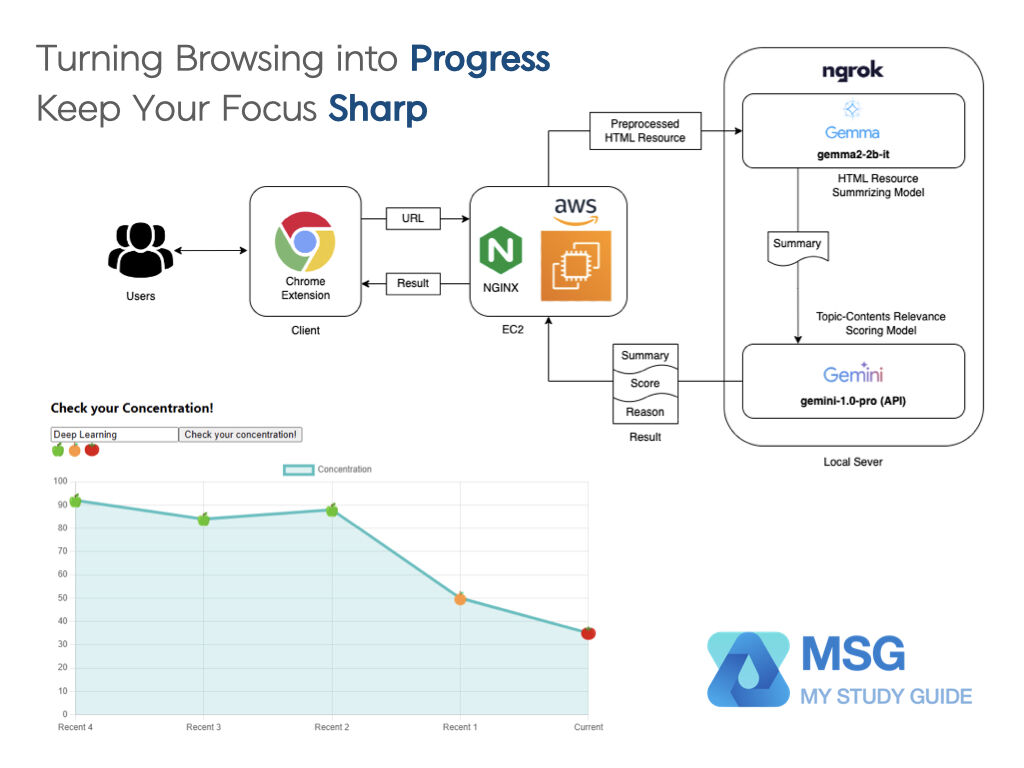 Turning Browsing into Progress
Keep Your Focus Sharp
ngrok
Gemma
gemma2-2b-it
HTML Resource
Summrizing Model
Preprocessed
HTML Resource
Users
Chrome
Extension
Client
URL
Result
aws
N
NGINX
EC2
Summary
Topic-Contents Relevance
Scoring Model
Gemini
gemini-1.0-pro (API)
Local Sever
Summary
Score
Reason
Result
Check your Concentration!
Deep Learning
Check your concentration!
Concentration
100
90
80
70
60
50
40
30
20
10
0
Recent 4
Recent 3
Recent 2
Recent 1
Current
MSG
MY STUDY GUIDE